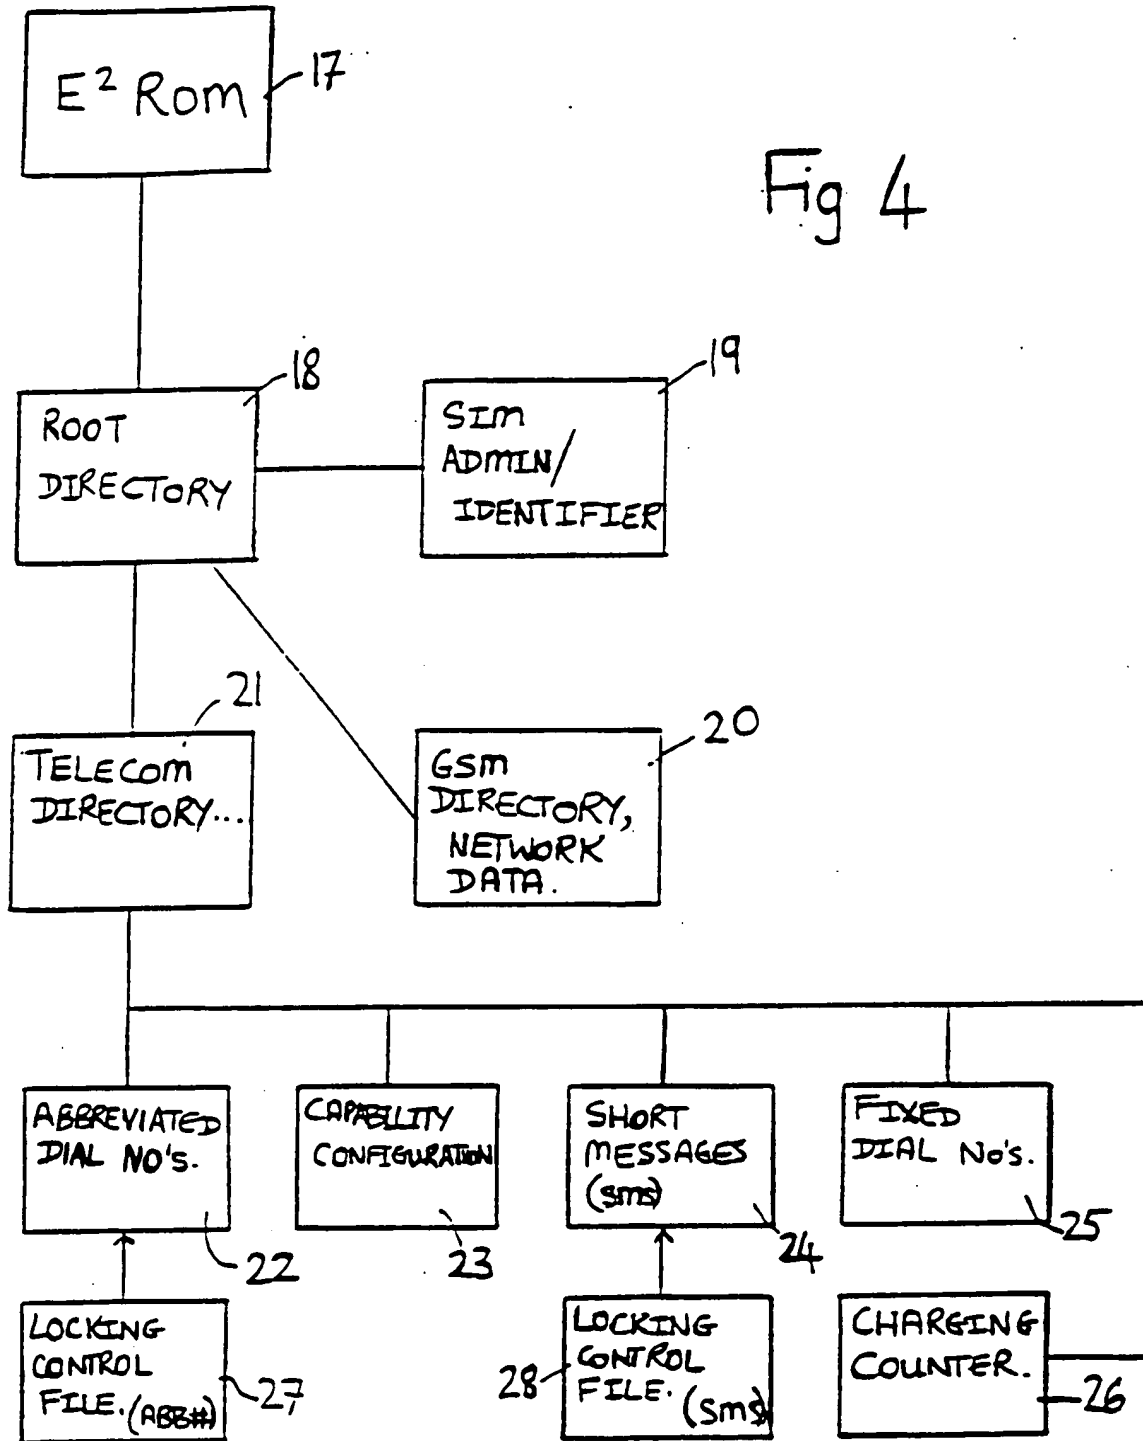 E² Rom
17
Fig 4
ROOT
DIRECTORY
18
SIM
ADMIN/
IDENTIFIER
19
TELECOM
DIRECTORY...
21
GSM
DIRECTORY,
NETWORK
DATA.
20
ABBREVIATED
DIAL NO's.
22
CAPABILITY
CONFIGURATION
23
SHORT
MESSAGES
(sms)
24
FIXED
DIAL No's.
25
LOCKING
CONTROL
FILE. (ABB#)
27
LOCKING
CONTROL
FILE. (sms)
28
CHARGING
COUNTER.
26